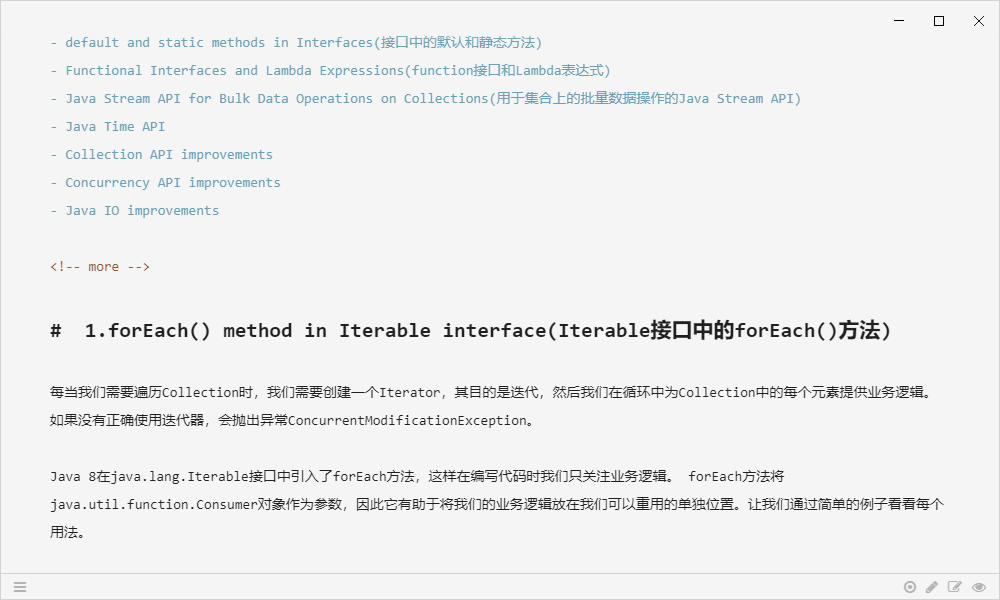 - default and static methods in Interfaces(接口中的默认和静态方法)
- Functional Interfaces and Lambda Expressions(function接口和Lambda表达式)
- Java Stream API for Bulk Data Operations on Collections(用于集合上的批量数据操作的Java Stream API)
- Java Time API
- Collection API improvements
- Concurrency API improvements
- Java IO improvements
<!-- more -->
#  1.forEach() method in Iterable interface(Iterable接口中的forEach()方法)
每当我们需要遍历Collection时，我们需要创建一个Iterator，其目的是迭代，然后我们在循环中为Collection中的每个元素提供业务逻辑。
如果没有正确使用迭代器，会抛出异常ConcurrentModificationException。
Java 8在java.lang.Iterable接口中引入了forEach方法，这样在编写代码时我们只关注业务逻辑。 forEach方法将
java.util.function.Consumer对象作为参数，因此它有助于将我们的业务逻辑放在我们可以重用的单独位置。让我们通过简单的例子看看每个
用法。